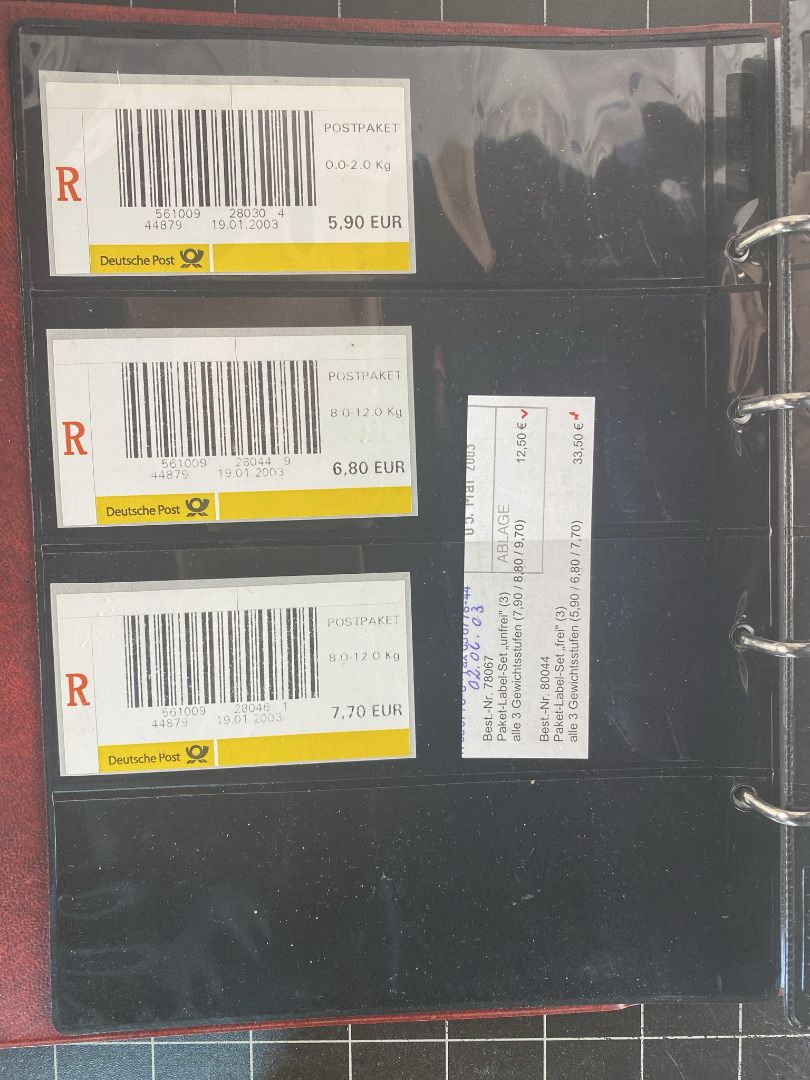 R
POSTPAKET
0.0-2.0 Kg
561009 28030 4
44879 19.01.2003
5,90 EUR
Deutsche Post
R
POSTPAKET
8.0-12.0 Kg
561009 28044 9
44879 19.01.2003
6,80 EUR
Deutsche Post
R
POSTPAKET
8.0-12.0 Kg
561009 28046 1
44879 19.01.2003
7,70 EUR
Deutsche Post
05. Mai 2003
02.06.03
ABLAGE
Best.-Nr. 78067
Paket-Label-Set „unfrei" (3)
alle 3 Gewichtsstufen (7,90 / 8,80 / 9,70) 12,50 €
Best.-Nr. 80044
Paket-Label-Set „frei" (3)
alle 3 Gewichtsstufen (5,90 / 6,80 / 7,70) 33,50 €